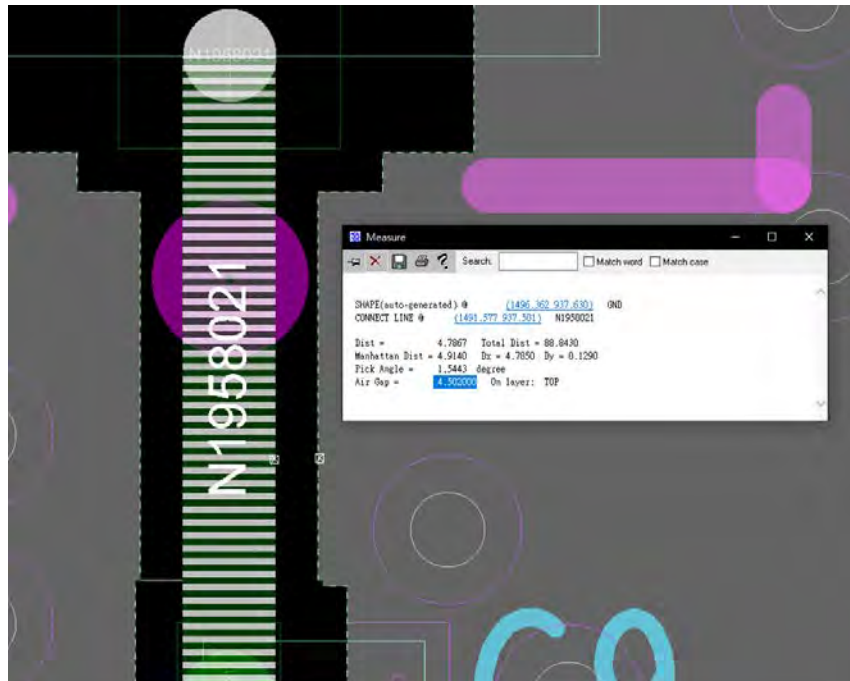 N1958021
Measure
Search: Match word Match case
SHAPE(auto-generated) @ (1496.362 937.630) GND
CONNECT LINE @ (1491.577 937.501) N1958021
Dist = 4.7867 Total Dist = 88.8430
Manhattan Dist = 4.9140 Dx = 4.7850 Dy = 0.1290
Pick Angle = 1.5443 degree
Air Gap = 4.502000 On layer: TOP
N1958021
C9